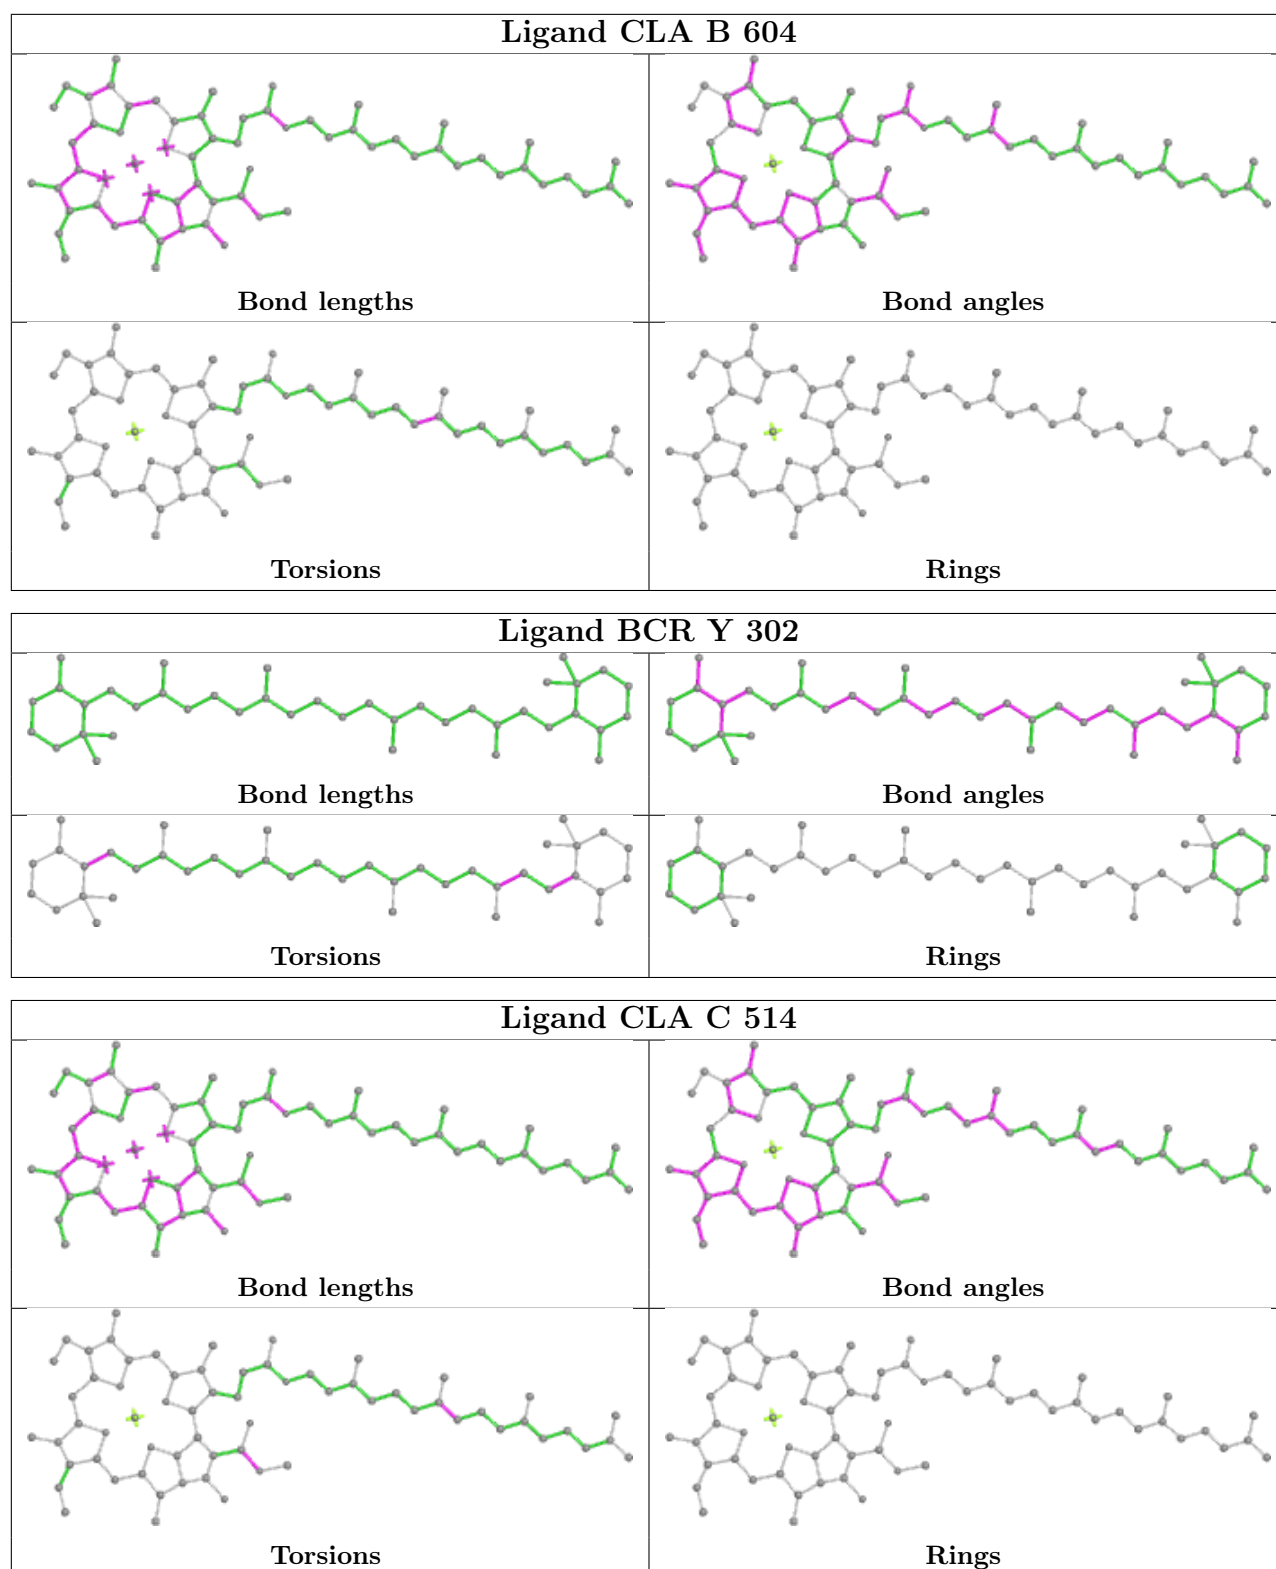 Ligand CLA B 604
Bond lengths
Bond angles
Torsions
Rings
Ligand BCR Y 302
Bond lengths
Bond angles
Torsions
Rings
Ligand CLA C 514
Bond lengths
Bond angles
Torsions
Rings